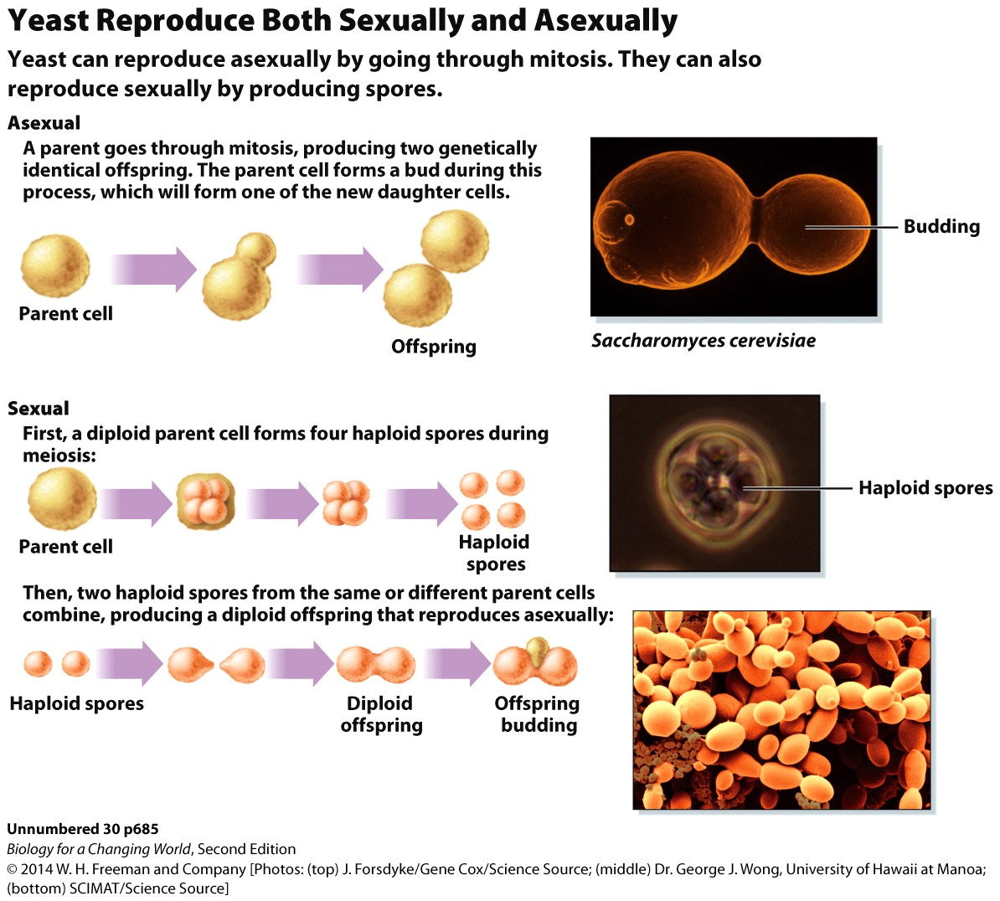 Yeast Reproduce Both Sexually and Asexually
Yeast can reproduce asexually by going through mitosis. They can also
reproduce sexually by producing spores.
Asexual
A parent goes through mitosis, producing two genetically
identical offspring. The parent cell forms a bud during this
process, which will form one of the new daughter cells.
Parent cell
Offspring
Budding
Saccharomyces cerevisiae
Sexual
First, a diploid parent cell forms four haploid spores during
meiosis:
Parent cell
Haploid
spores
Haploid spores
Then, two haploid spores from the same or different parent cells
combine, producing a diploid offspring that reproduces asexually:
Haploid spores
Diploid
offspring
Offspring
budding
Unnumbered 30 p685
Biology for a Changing World, Second Edition
© 2014 W. H. Freeman and Company [Photos: (top) J. Forsdyke/Gene Cox/Science Source; (middle) Dr. George J. Wong, University of Hawaii at Manoa;
(bottom) SCIMAT/Science Source]